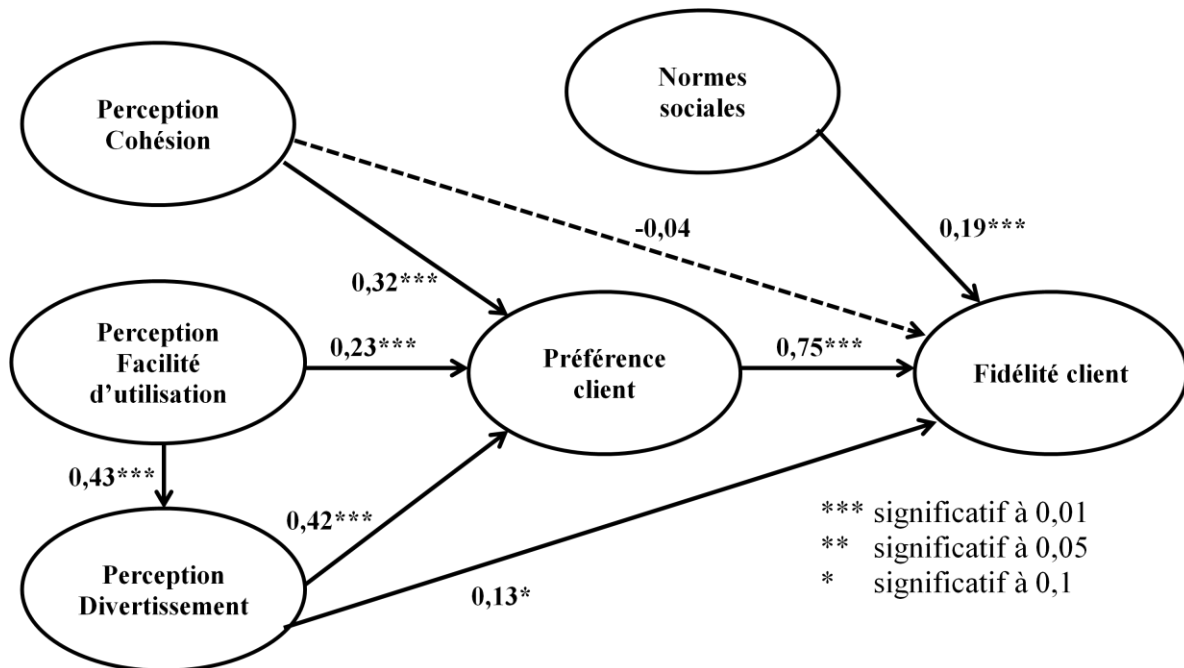 Perception
Cohésion
Normes
sociales
-0,04
0,19***
0,32***
Perception
Facilité
d’utilisation
0,23***
Préférence
client
0,75***
Fidélité client
0,43***
0,42***
Perception
Divertissement
0,13*
*** significatif à 0,01
** significatif à 0,05
* significatif à 0,1